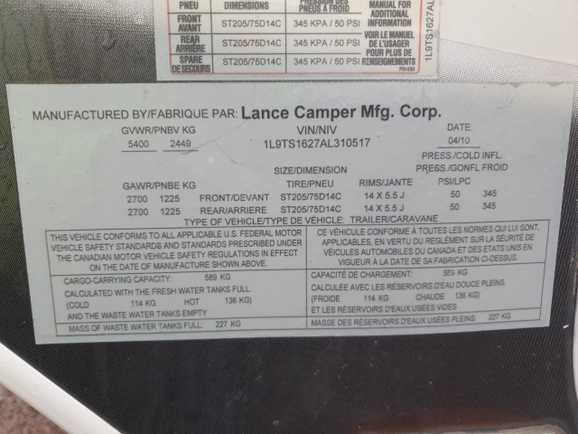 PNEU DIMENSIONS PRESSION DES PNEUS À FROID MANUAL FOR
ADDITIONAL
INFORMATION
FRONT
AVANT ST205/75D14C 345 KPA / 50 PSI
REAR
ARRIÈRE ST205/75D14C 345 KPA / 50 PSI
SPARE
DE SECOURS ST205/75D14C 345 KPA / 50 PSI
VOIR LE MANUEL
DE L'USAGER
POUR PLUS DE
RENSEIGNEMENTS
1L9TS1627AL
MANUFACTURED BY/FABRIQUE PAR: Lance Camper Mfg. Corp.
GVWR/PNBV KG VIN/NIV DATE:
5400 2449 1L9TS1627AL310517 04/10
PRESS./COLD INFL.
SIZE/DIMENSION PRESS/GONFL FROID
GAWR/PNBE KG TIRE/PNEU RIMS/JANTE PSI/LPC
2700 1225 FRONT/DEVANT ST205/75D14C 14 X 5.5 J 50 345
2700 1225 REAR/ARRIERE ST205/75D14C 14 X 5.5 J 50 345
TYPE OF VEHICLE/TYPE DE VÉHICULE: TRAILER/CARAVANE
THIS VEHICLE CONFORMS TO ALL APPLICABLE U.S. FEDERAL MOTOR
VEHICLE SAFETY STANDARDS AND STANDARDS PRESCRIBED UNDER
THE CANADIAN MOTOR VEHICLE SAFETY REGULATIONS IN EFFECT
ON THE DATE OF MANUFACTURE SHOWN ABOVE.
CARGO-CARRYING CAPACITY: 589 KG
CALCULATED WITH THE FRESH WATER TANKS FULL.
(COLD 114 KG HOT 136 KG)
AND THE WASTE WATER TANKS EMPTY
MASS OF WASTE WATER TANKS FULL: 227 KG
CE VÉHICULE CONFORME À TOUTES LES NORMES QUI LUI SONT
APPLICABLES, EN VERTU DU REGLEMENT SUR LA SÉURITÉ DE
VEICULES AUTOMOBILES DU CANADA ET DES ETATS UNIS EN
VIGUEUR A LA DATE DE SA FABRICATION CI-DESSUS.
CAPACITÉ DE CHARGEMENT: 589 KG
CALCULÉE AVEC LES RÉSERVOIRS D'EAU DOUCE PLEINS.
(FROIDE 114 KG CHAUDE 136 KG)
ET LES RÉSERVOIRS D'EAUX USÉES VIDES
MASSE DES RÉSERVOIRS D'EAUX USÉES PLEINS: 227 KG